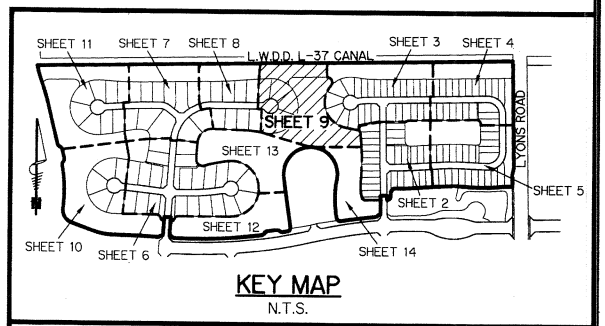 L.W.D.D. L-37 CANAL
SHEET 11
SHEET 7
SHEET 8
SHEET 3
SHEET 4
SHEET 9
LYONS ROAD
SHEET 13
SHEET 5
SHEET 2
SHEET 10
SHEET 6
SHEET 12
SHEET 14
KEY MAP
N.T.S.